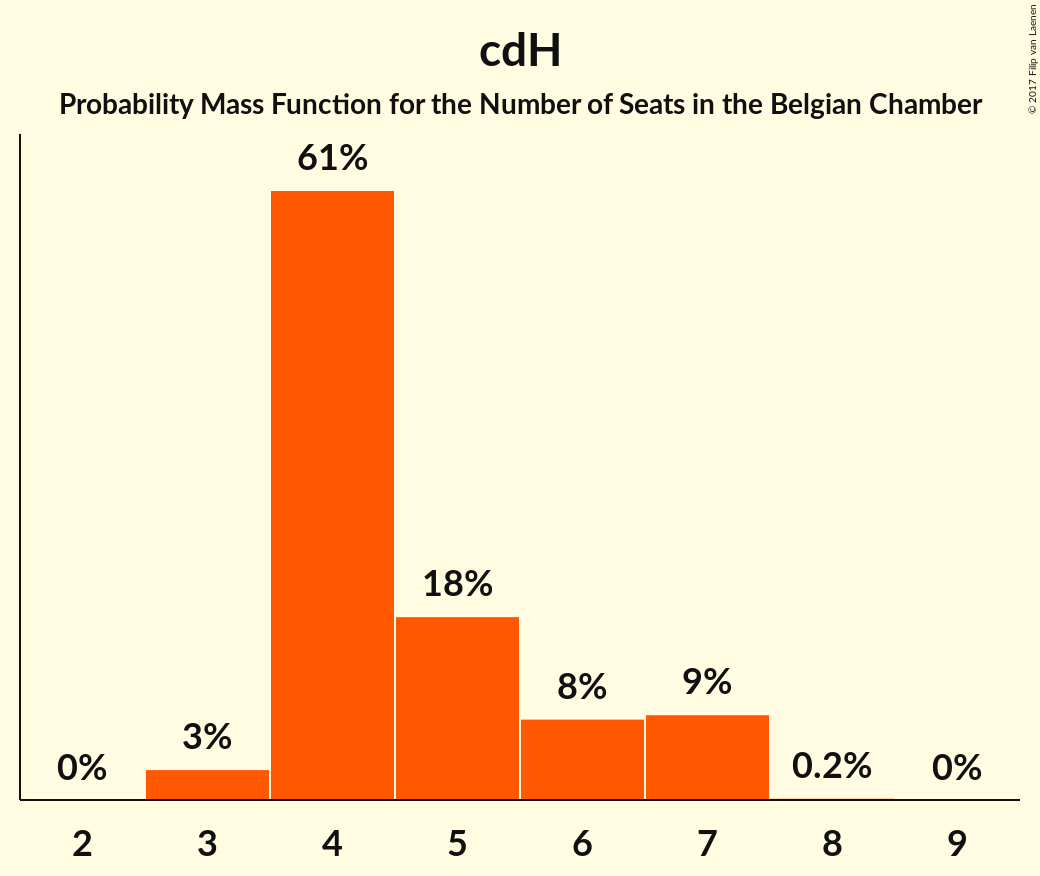 cdH
Probability Mass Function for the Number of Seats in the Belgian Chamber
© 2017 Filip van Laenen
61%
18%
8%
9%
3%
0%
0.2%
0%
2 3 4 5 6 7 8 9